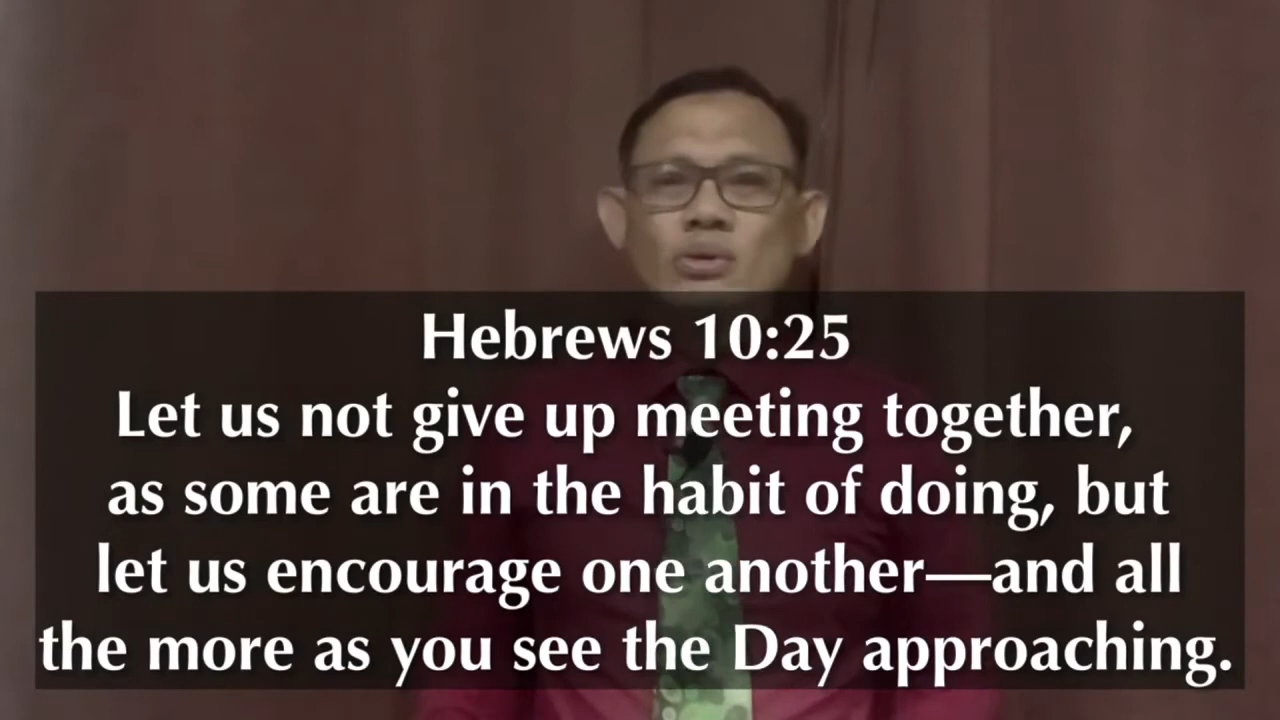 Hebrews 10:25
Let us not give up meeting together,
as some are in the habit of doing, but
let us encourage one another—and all
the more as you see the Day approaching.